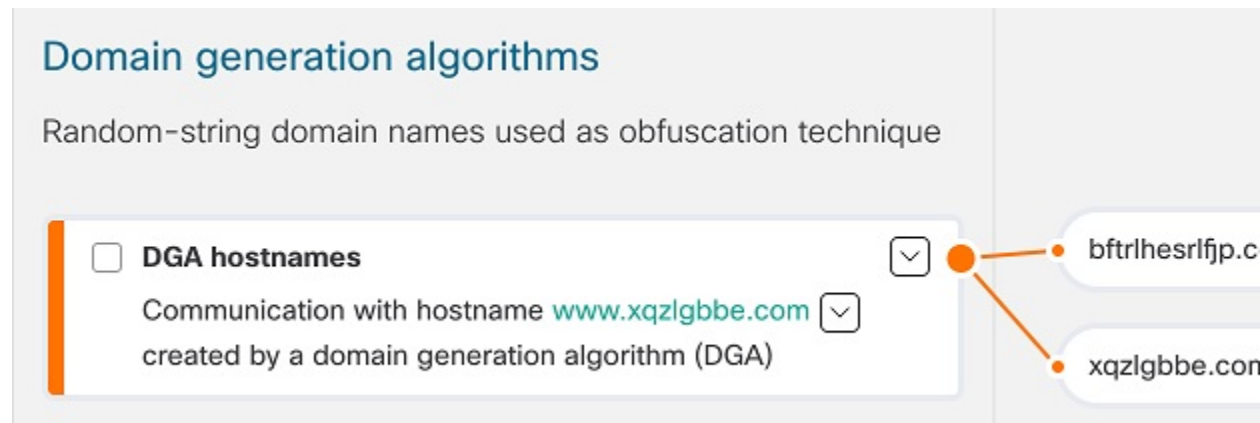 Domain generation algorithms
Random-string domain names used as obfuscation technique
DGA hostnames
Communication with hostname www.xqzlgbbe.com
created by a domain generation algorithm (DGA)
bftrlhesrlfjp.c
xqzlgbbe.com